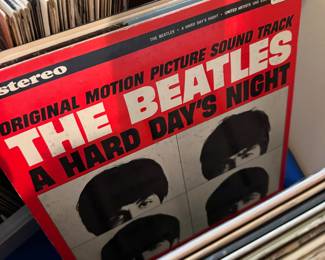 THE BEATLES • A HARD DAY'S NIGHT • UNITED ARTISTS
stereo
ORIGINAL MOTION PICTURE SOUND TRACK
THE BEATLES
A HARD DAY'S NIGHT